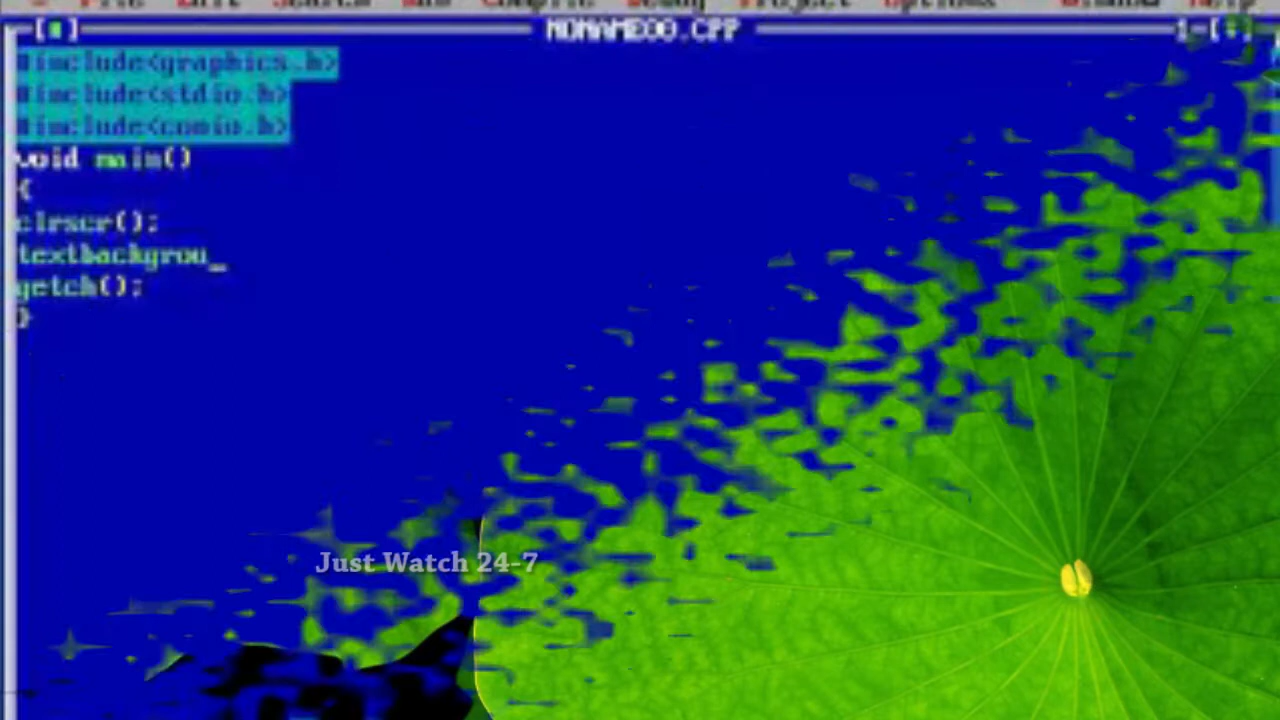 NONAME00.CPP
#include<graphics.h>
#include<stdio.h>
#include<conio.h>
void main()
{
clrscr();
textbackgrou_
getch();
}
Just Watch 24-7